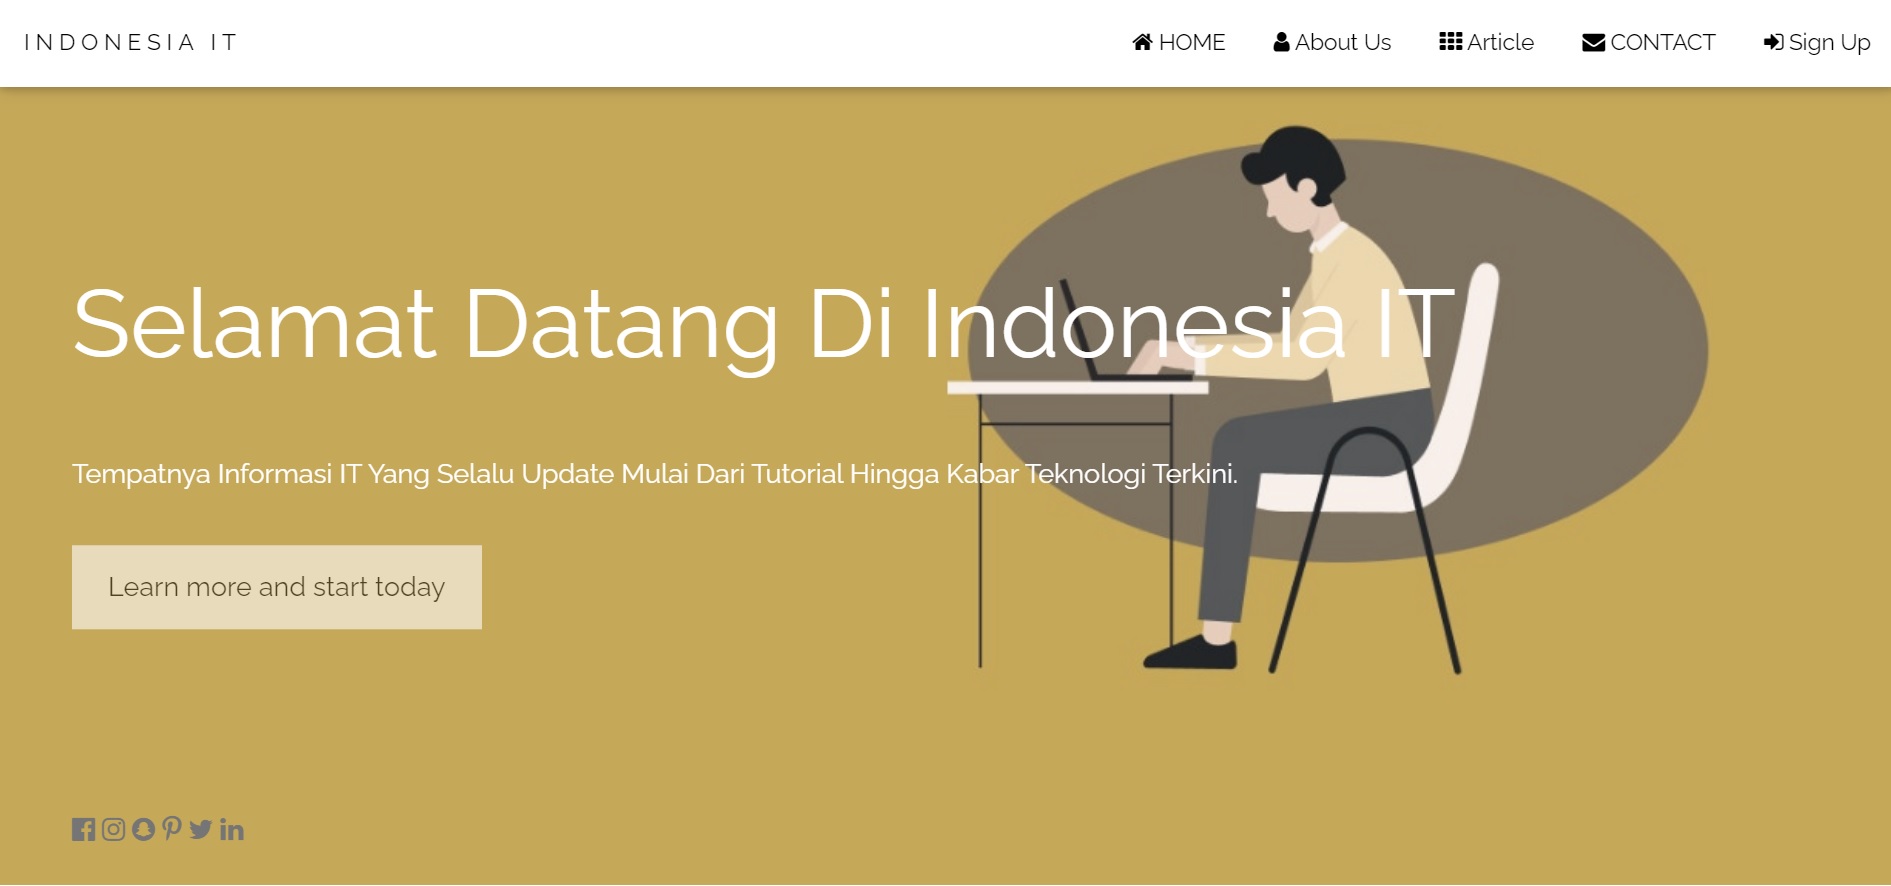 INDONESIA IT
HOME About Us Article CONTACT Sign Up
Selamat Datang Di Indonesia IT
Tempatnya Informasi IT Yang Selalu Update Mulai Dari Tutorial Hingga Kabar Teknologi Terkini.
Learn more and start today